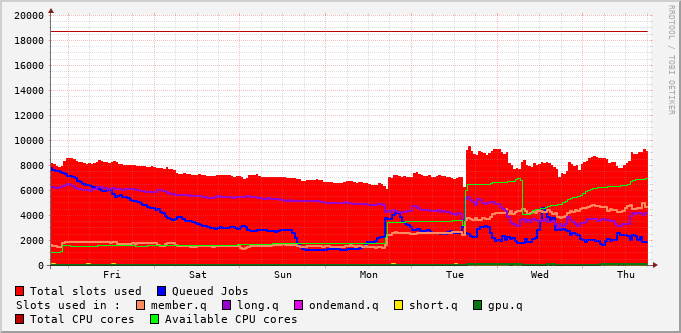 20000
18000
16000
14000
12000
10000
8000
6000
4000
2000
0
Fri Sat Sun Mon Tue Wed Thu
Total slots used Queued Jobs
Slots used in : member.q long.q ondemand.q short.q gpu.q
Total CPU cores Available CPU cores
RRDTOOL / TOBI OETIKER